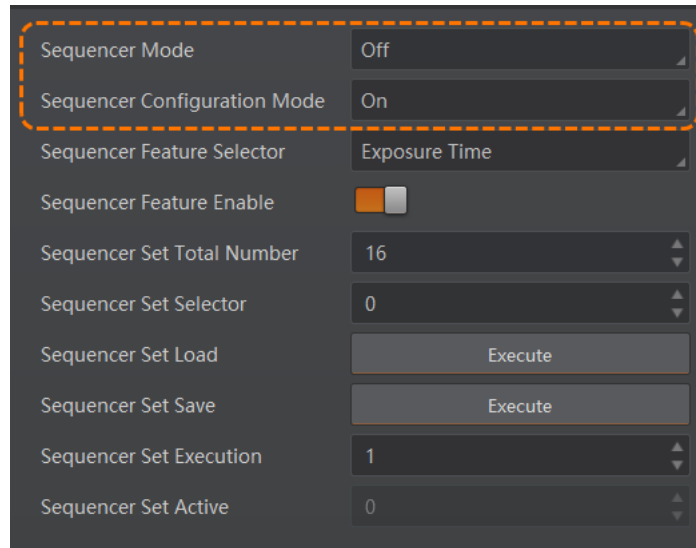 Sequencer Mode Off
Sequencer Configuration Mode On
Sequencer Feature Selector Exposure Time
Sequencer Feature Enable
Sequencer Set Total Number 16
Sequencer Set Selector 0
Sequencer Set Load Execute
Sequencer Set Save Execute
Sequencer Set Execution 1
Sequencer Set Active 0